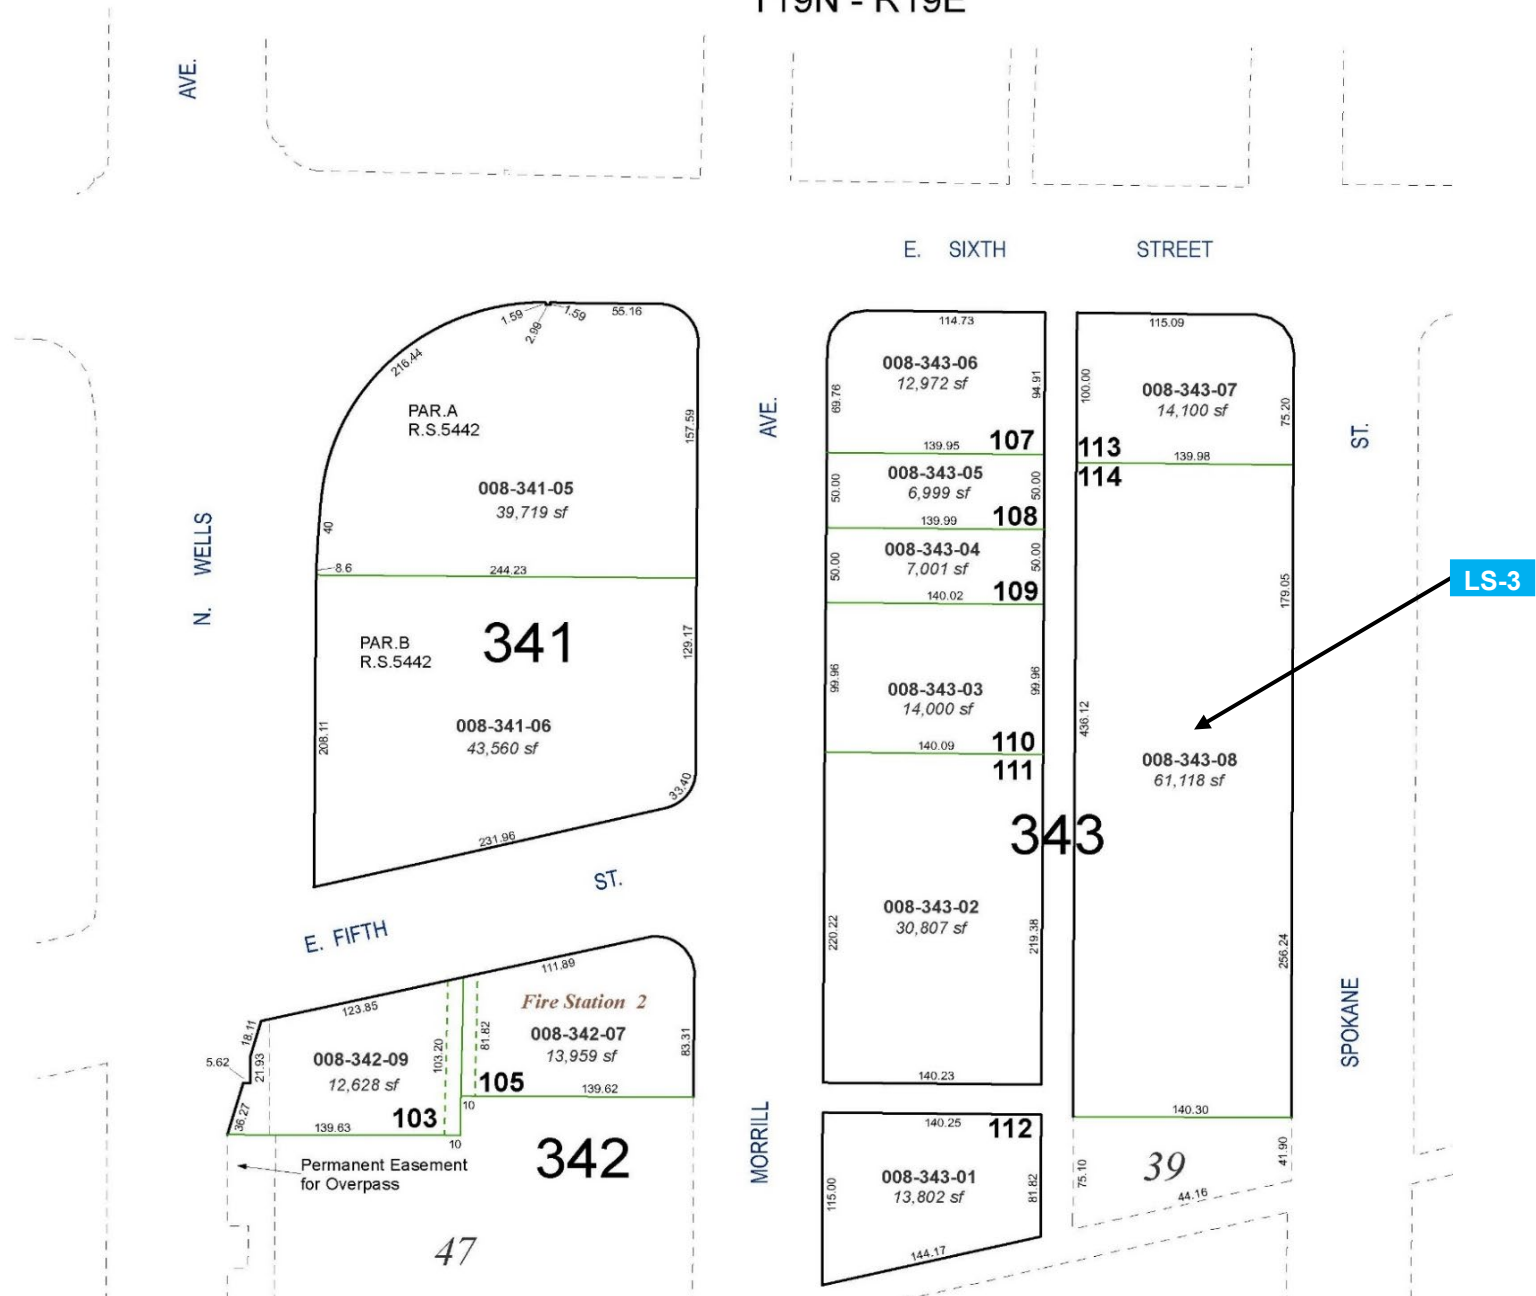 T19N - R19E
AVE.
E. SIXTH STREET
1.59
1.59
2.99
55.16
216.44
PAR.A
R.S.5442
157.59
008-341-05
39,719 sf
40
8.6
244.23
N. WELLS
PAR.B
R.S.5442
341
129.17
008-341-06
43,560 sf
208.11
33.40
231.96
E. FIFTH ST.
111.89
123.85
Fire Station 2
008-342-07
13,959 sf
81.82
83.31
18.11
5.62
21.93
36.27
008-342-09
12,628 sf
103.20
103
105
139.62
139.63
10
10
Permanent Easement
for Overpass
342
47
AVE.
MORRILL
114.73
008-343-06
12,972 sf
69.76
94.91
139.95
107
008-343-05
6,999 sf
50.00
50.00
139.99
108
008-343-04
7,001 sf
50.00
50.00
140.02
109
008-343-03
14,000 sf
99.96
99.96
140.09
110
111
343
008-343-02
30,807 sf
220.22
219.38
140.23
140.25
112
008-343-01
13,802 sf
115.00
81.82
144.17
115.09
100.00
008-343-07
14,100 sf
75.20
113
139.98
114
179.05
436.12
008-343-08
61,118 sf
256.24
140.30
39
75.10
41.90
44.16
ST.
SPOKANE
LS-3